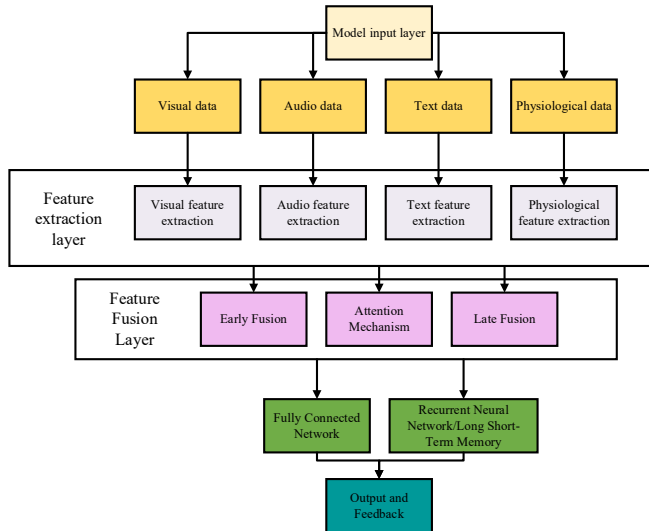 Model input layer
Visual data
Audio data
Text data
Physiological data
Feature
extraction
layer
Visual feature
extraction
Audio feature
extraction
Text feature
extraction
Physiological
feature extraction
Feature
Fusion
Layer
Early Fusion
Attention
Mechanism
Late Fusion
Fully Connected
Network
Recurrent Neural
Network/Long Short-
Term Memory
Output and
Feedback